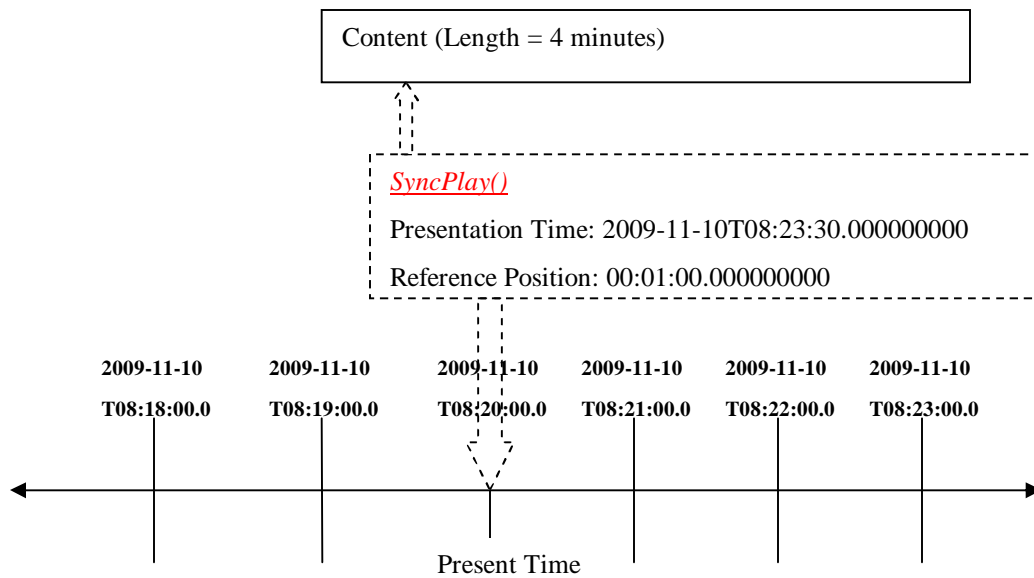 Content (Length = 4 minutes)
SyncPlay()
Presentation Time: 2009-11-10T08:23:30.000000000
Reference Position: 00:01:00.000000000
2009-11-10 2009-11-10 2009-11-10 2009-11-10 2009-11-10 2009-11-10
T08:18:00.0 T08:19:00.0 T08:20:00.0 T08:21:00.0 T08:22:00.0 T08:23:00.0
Present Time